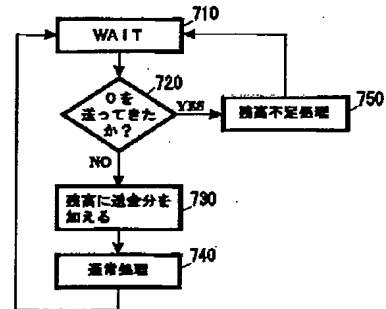 710
WAIT
720
0を
送ってきた
か?
YES
750
残高不足処理
NO
730
残高に送金分を
加える
740
通常処理